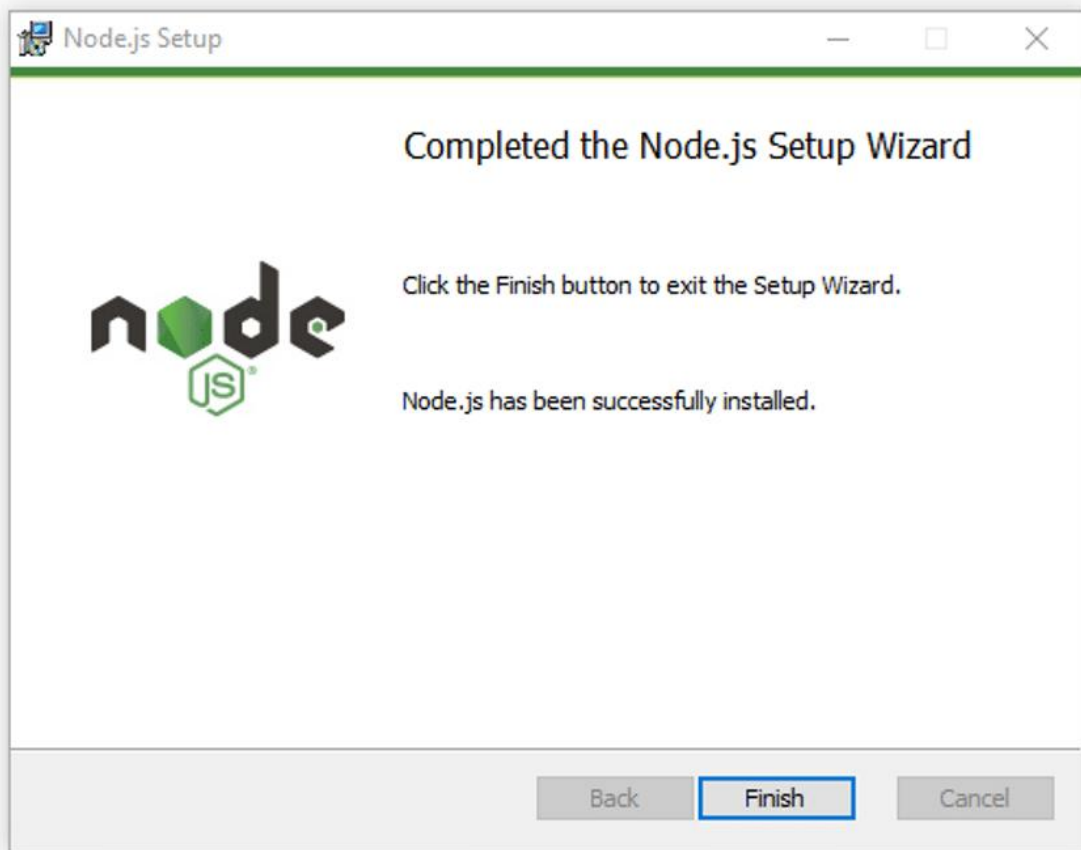 Node.js Setup
Completed the Node.js Setup Wizard
Click the Finish button to exit the Setup Wizard.
node
JS®
Node.js has been successfully installed.
Back Finish Cancel